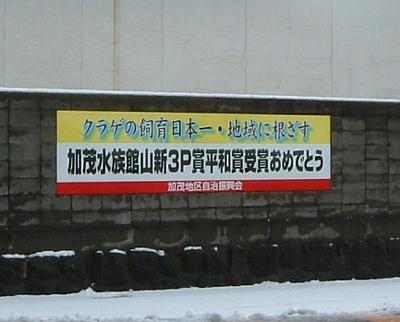 クラゲの飼育日本一・地域に根ざす
加茂水族館山新3P賞平和賞受賞おめでとう
加茂地区自治振興会